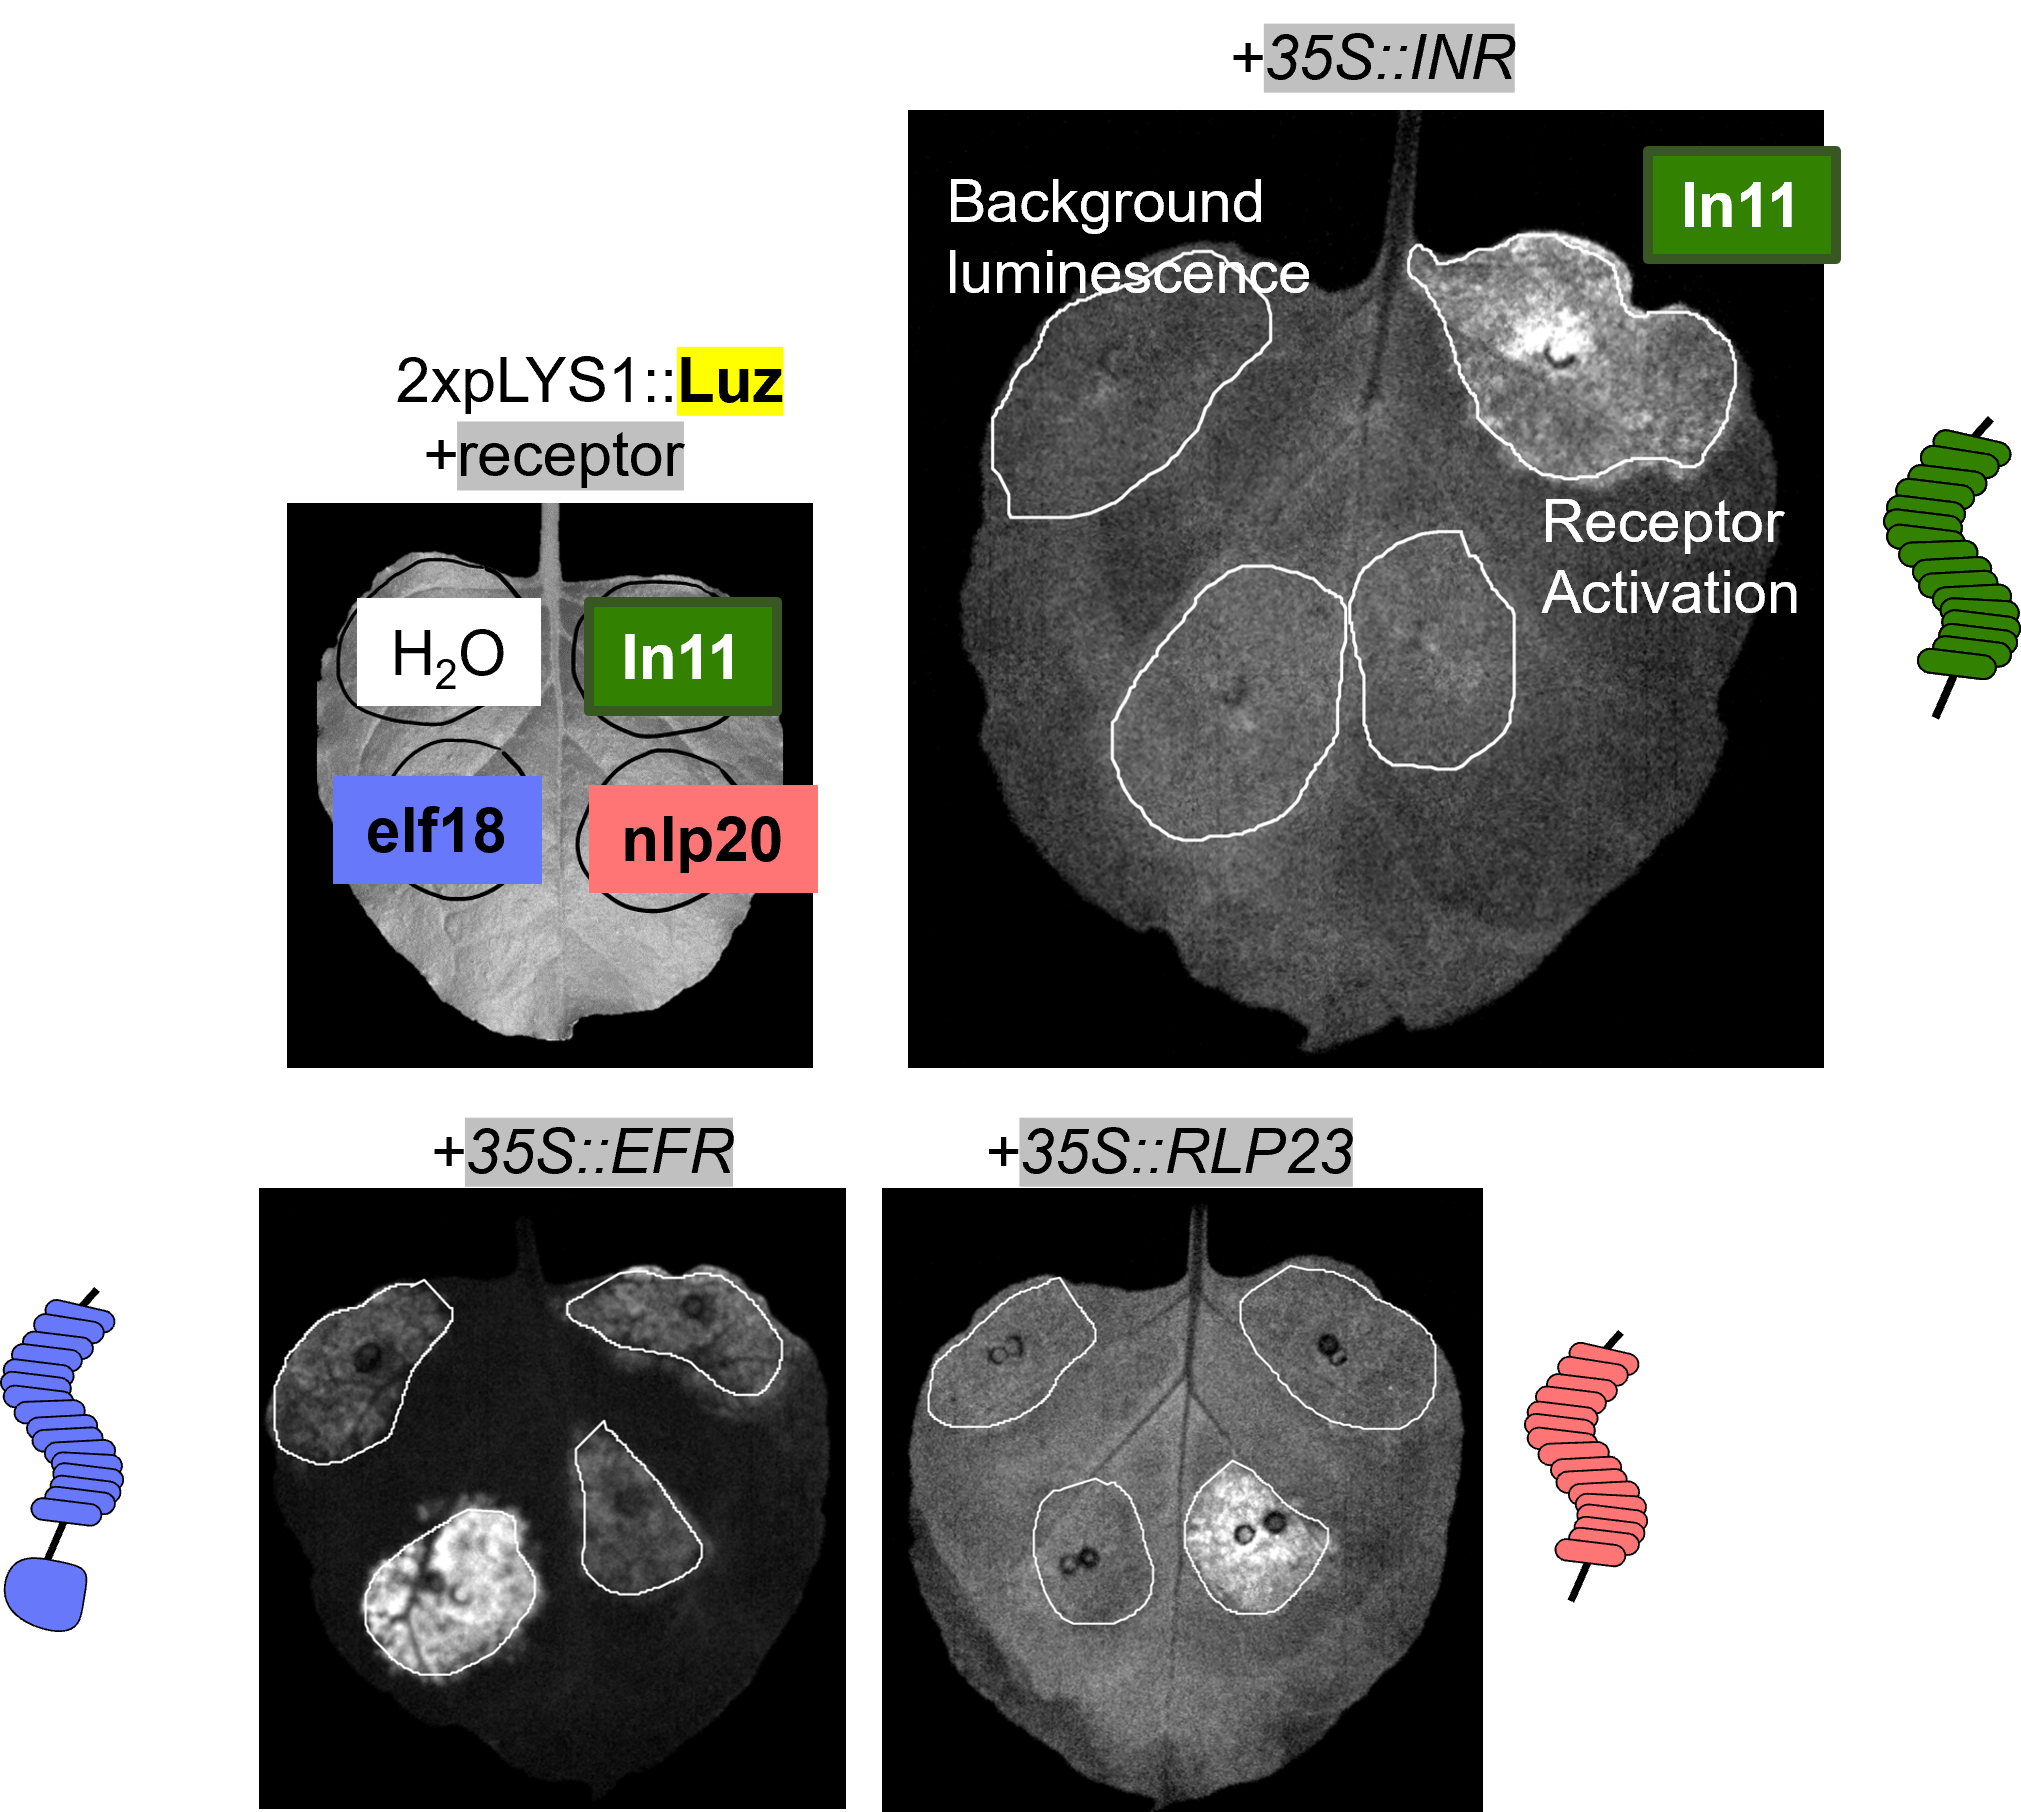 +35S::INR
Background
luminescence
In11
Receptor
Activation
2xpLYS1::Luz
+receptor
H₂O
In11
elf18
nlp20
+35S::EFR
+35S::RLP23